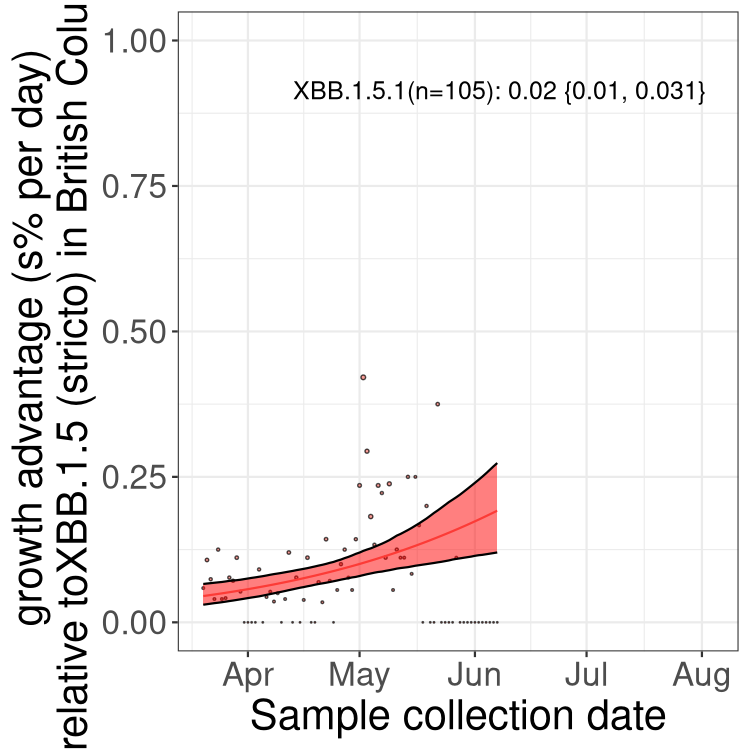 growth advantage (s% per day)
relative toXBB.1.5 (stricto) in British Colu
1.00
0.75
0.50
0.25
0.00
XBB.1.5.1(n=105): 0.02 {0.01, 0.031}
Apr May Jun Jul Aug
Sample collection date